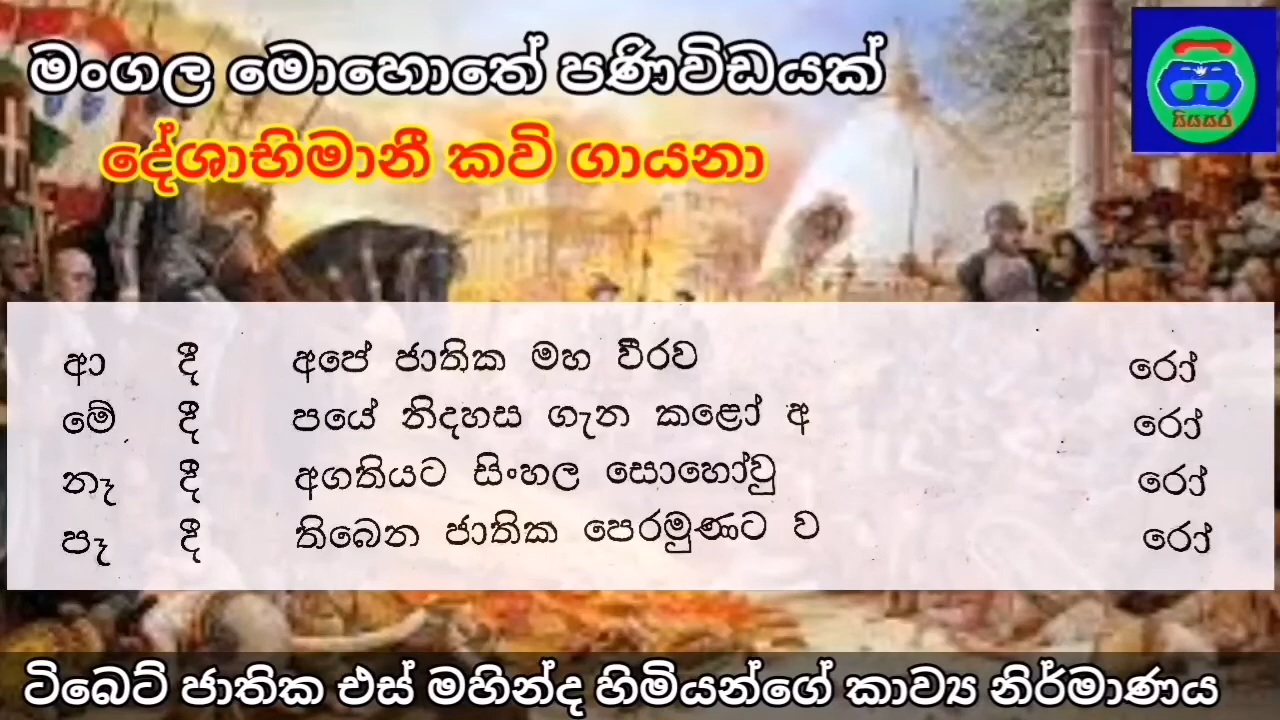 මංගල මොහොතේ පණිවිඩයක්
දේශාභිමානී කවි ගායනා
සියසර
ආ දී අපේ ජාතික මහ වීරව රෝ
මේ දී පයේ නිදහස ගැන කළෝ අ රෝ
නෑ දී අගතියට සිංහල සොහෝවු රෝ
පෑ දී තිබෙන ජාතික පෙරමුණට ව රෝ
ටිබෙට් ජාතික එස් මහින්ද හිමියන්ගේ කාව්‍ය නිර්මාණය